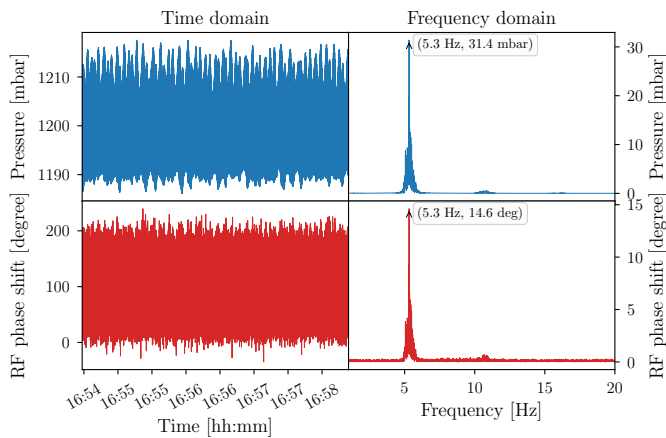 Time domain
Frequency domain
Pressure [mbar]
1210
1200
1190
(5.3 Hz, 31.4 mbar)
30
20
10
0
Pressure [mbar]
RF phase shift [degree]
200
100
0
(5.3 Hz, 14.6 deg)
15
10
5
0
RF phase shift [degree]
16:54
16:55
16:55
16:56
16:56
16:57
16:57
16:58
5
10
15
20
Time [hh:mm]
Frequency [Hz]